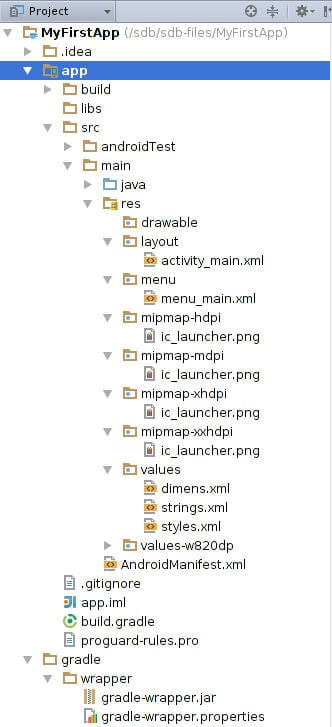 Project
MyFirstApp (/sdb/sdb-files/MyFirstApp)
.idea
app
build
libs
src
androidTest
main
java
res
drawable
layout
activity_main.xml
menu
menu_main.xml
mipmap-hdpi
ic_launcher.png
mipmap-mdpi
ic_launcher.png
mipmap-xhdpi
ic_launcher.png
mipmap-xxhdpi
ic_launcher.png
values
dimens.xml
strings.xml
styles.xml
values-w820dp
AndroidManifest.xml
.gitignore
app.iml
build.gradle
proguard-rules.pro
gradle
wrapper
gradle-wrapper.jar
gradle-wrapper.properties